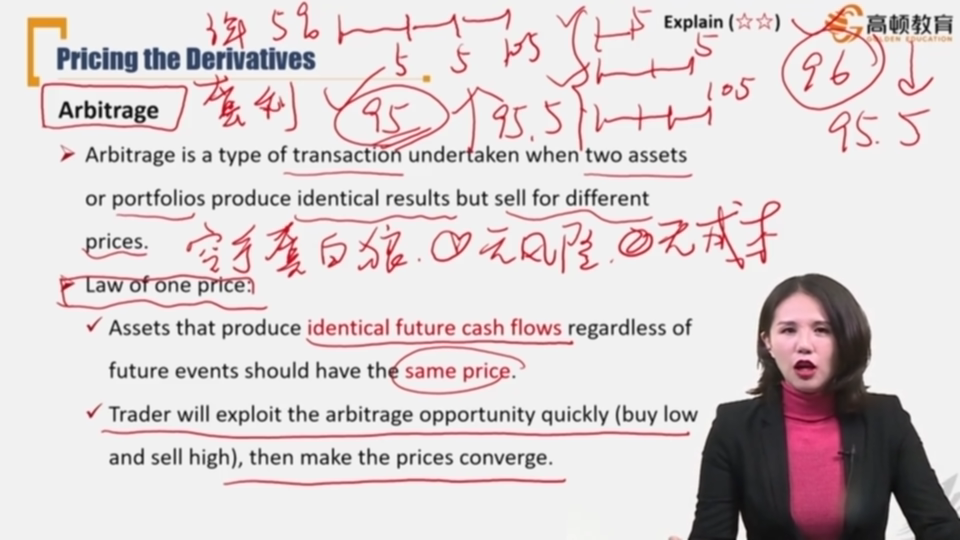 Explain (☆☆)
高顿教育
GOLDEN EDUCATION
Pricing the Derivatives
5%
5 5 105
5
5
105
96
95.5
Arbitrage
套利 95 95.5
➢ Arbitrage is a type of transaction undertaken when two assets
or portfolios produce identical results but sell for different
prices.
空手套白狼. ①无风险. ②无成本
Law of one price:
✓ Assets that produce identical future cash flows regardless of
future events should have the same price.
✓ Trader will exploit the arbitrage opportunity quickly (buy low
and sell high), then make the prices converge.